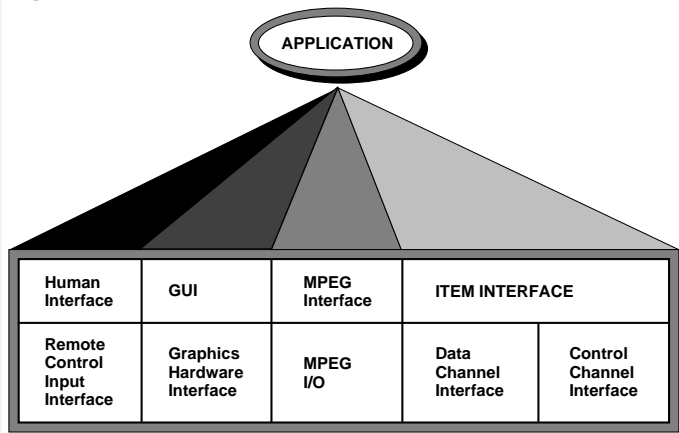 APPLICATION
Human
Interface
GUI
MPEG
Interface
ITEM INTERFACE
Remote
Control
Input
Interface
Graphics
Hardware
Interface
MPEG
I/O
Data
Channel
Interface
Control
Channel
Interface